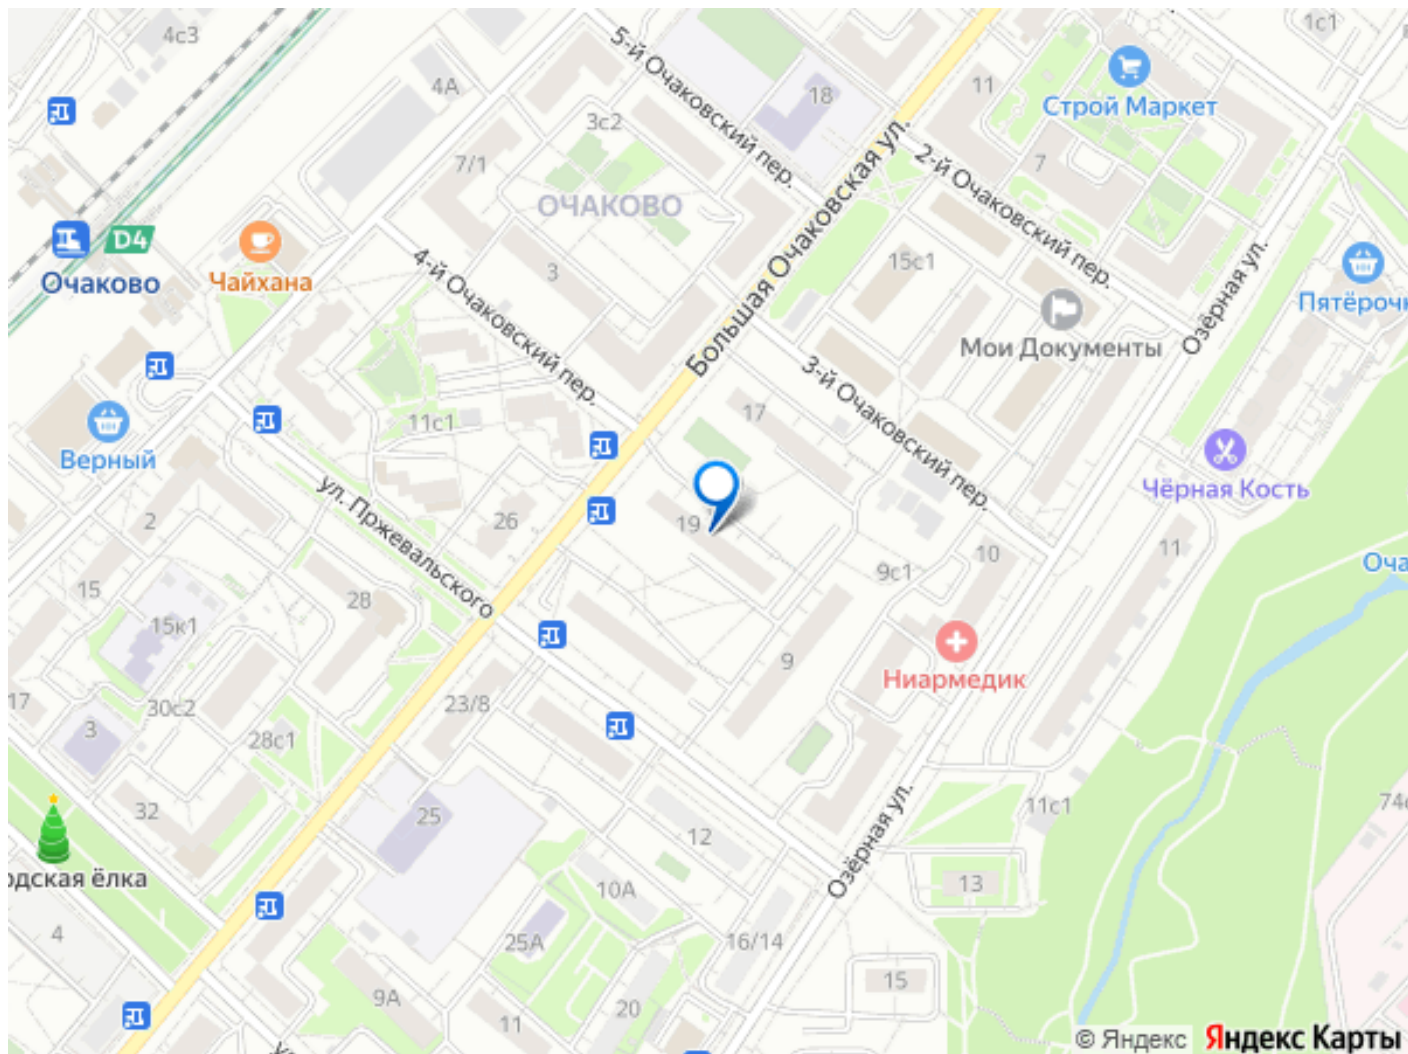 4с3
5-й Очаковский пер.
1с1
4А
18
11
Строй Маркет
3с2
7/1
7
2-й Очаковский пер.
ОЧАКОВО
Большая Очаковская ул.
D4
Очаково
Чайхана
4-й Очаковский пер.
3
15с1
Озёрная ул.
Пятёрочк
Мои Документы
3-й Очаковский пер.
17
11с1
Верный
Чёрная Кость
ул. Пржевальского
2
26
19
10
11
9с1
Оча
15
28
15к1
9
Ниармедик
17
30с2
23/8
3
28с1
32
25
12
11с1
74с
Озёрная ул.
одская ёлка
10А
13
4
25А
16/14
9А
11
20
15
© Яндекс Яндекс Карты